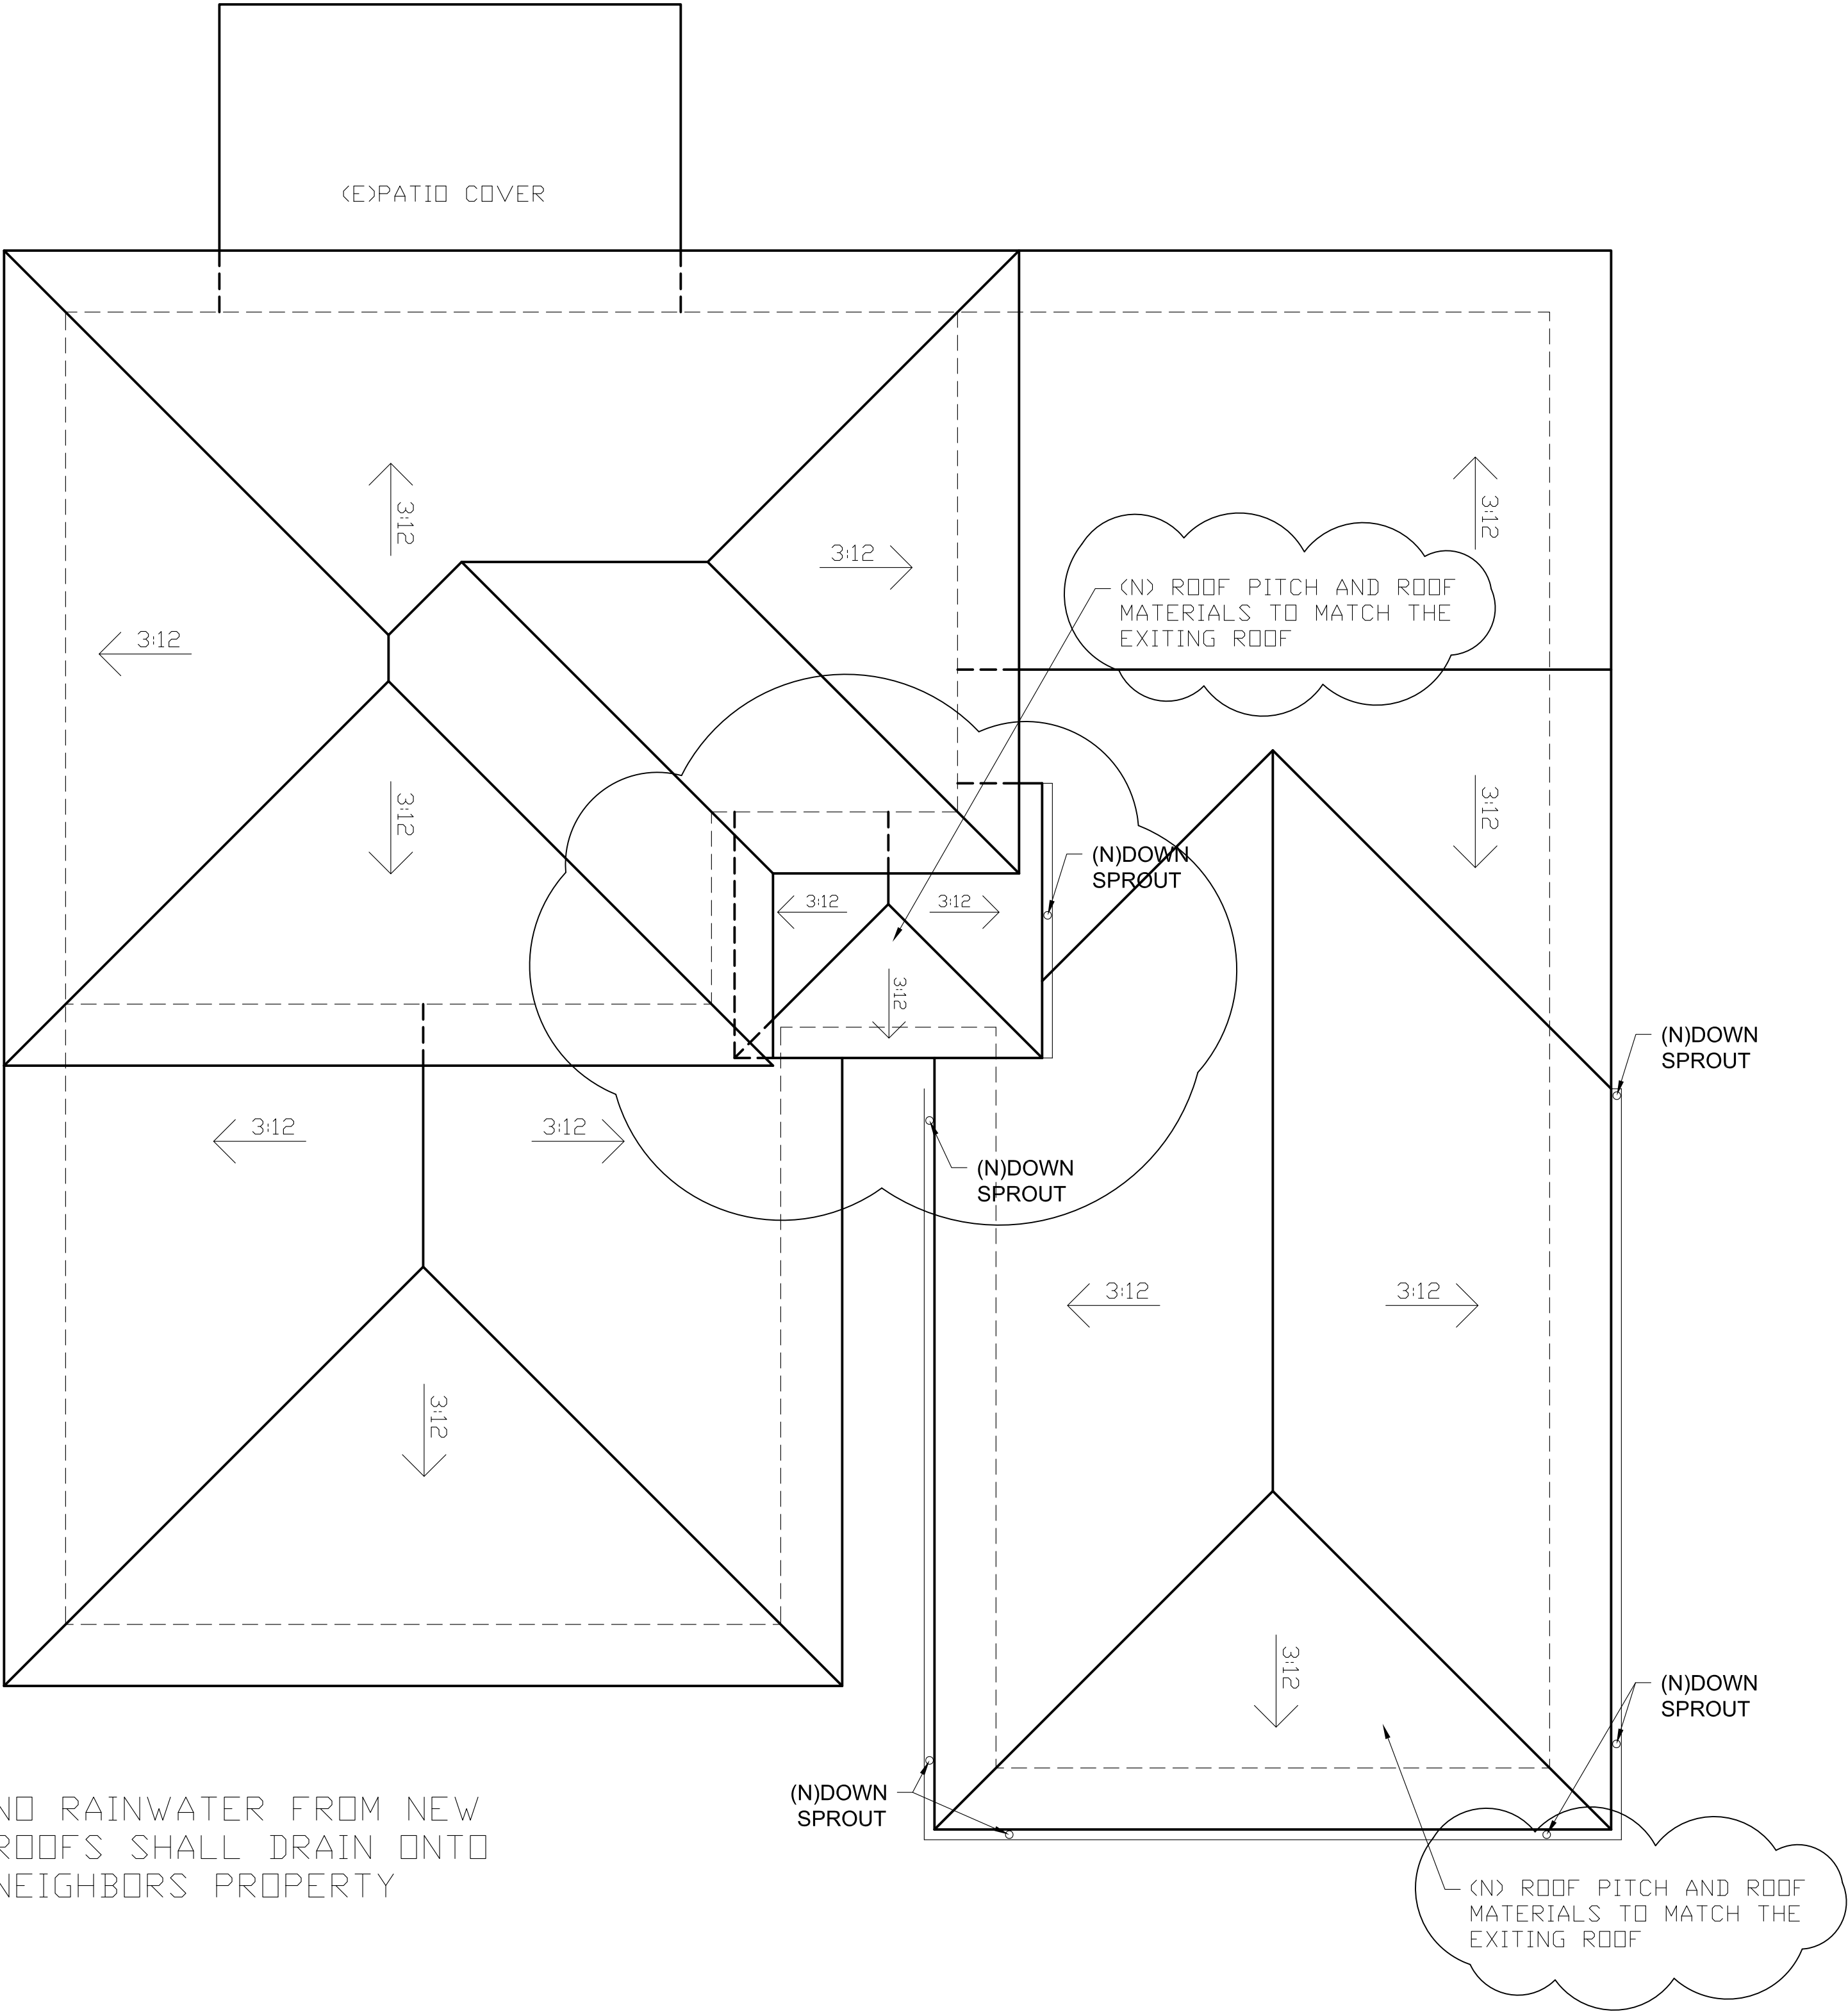 (E)PATIO COVER
3:12
3:12
3:12
3:12
(N) ROOF PITCH AND ROOF
MATERIALS TO MATCH THE
EXITING ROOF
3:12
3:12
3:12
(N)DOWN
SPROUT
3:12
3:12
3:12
(N)DOWN
SPROUT
3:12
3:12
(N)DOWN
SPROUT
3:12
3:12
3:12
3:12
(N)DOWN
SPROUT
(N)DOWN
SPROUT
NO RAINWATER FROM NEW
ROOFS SHALL DRAIN ONTO
NEIGHBORS PROPERTY
(N) ROOF PITCH AND ROOF
MATERIALS TO MATCH THE
EXITING ROOF